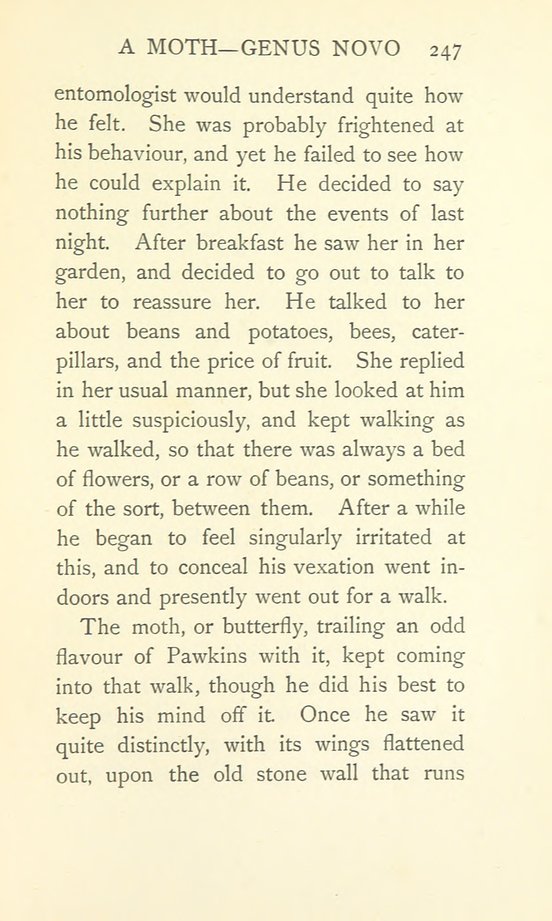 A MOTH—GENUS NOVO 247
entomologist would understand quite how
he felt. She was probably frightened at
his behaviour, and yet he failed to see how
he could explain it. He decided to say
nothing further about the events of last
night. After breakfast he saw her in her
garden, and decided to go out to talk to
her to reassure her. He talked to her
about beans and potatoes, bees, cater-
pillars, and the price of fruit. She replied
in her usual manner, but she looked at him
a little suspiciously, and kept walking as
he walked, so that there was always a bed
of flowers, or a row of beans, or something
of the sort, between them. After a while
he began to feel singularly irritated at
this, and to conceal his vexation went in-
doors and presently went out for a walk.
The moth, or butterfly, trailing an odd
flavour of Pawkins with it, kept coming
into that walk, though he did his best to
keep his mind off it. Once he saw it
quite distinctly, with its wings flattened
out, upon the old stone wall that runs